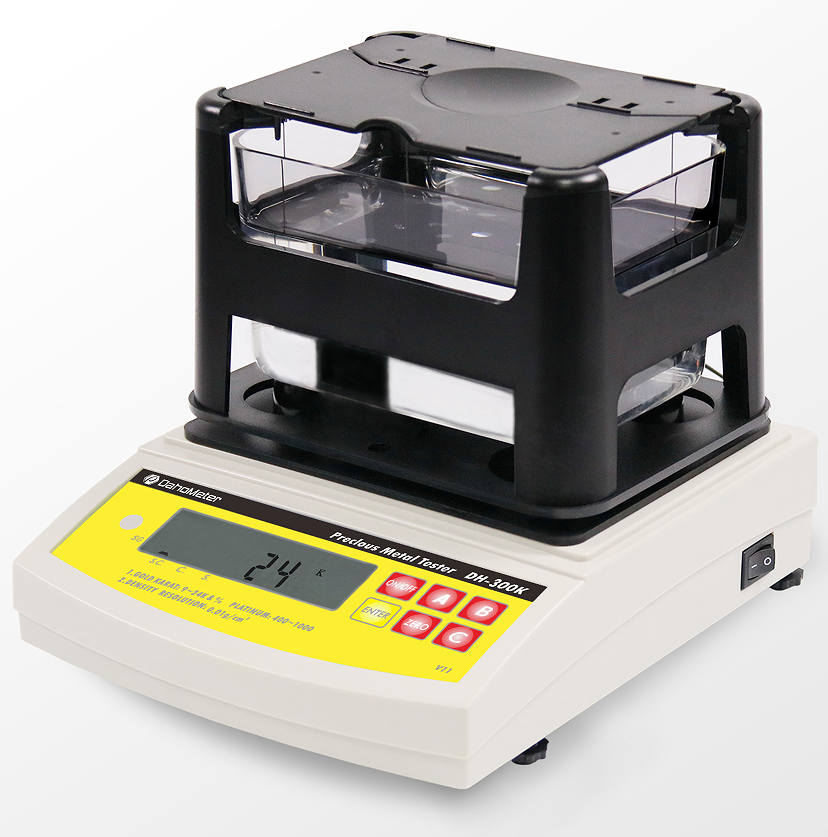 DahoMeter
Precious Metal Tester DH-300K
SG
24 K
SC C. S.
1.GOLD KARAT: 9~24K & % PLATINUM: 400~1000
2.DENSITY RESOLUTION: 0.01g/cm³
ON/OFF A B
ENTER ZERO C
V11
- O